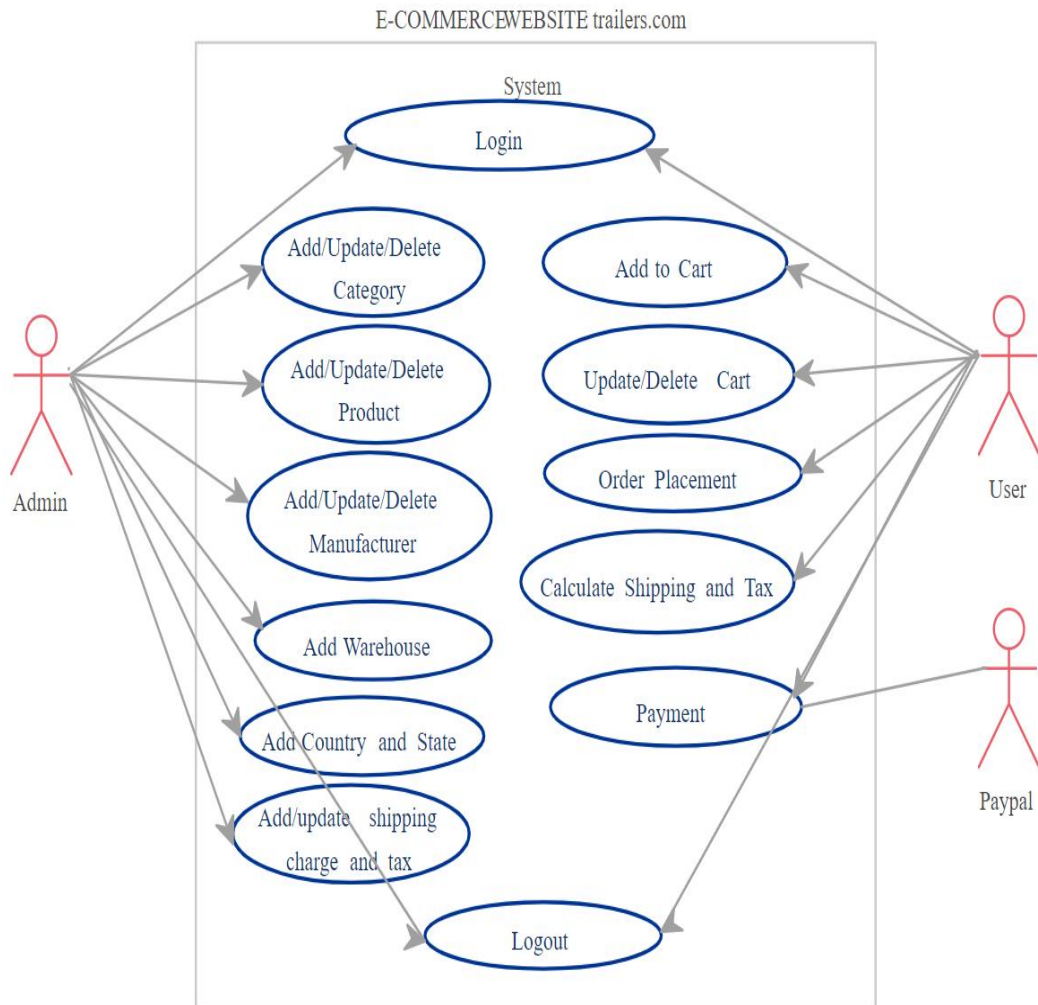 E-COMMERCEWEBSITE trailers.com
System
Login
Add/Update/Delete
Category
Add to Cart
Add/Update/Delete
Product
Update/Delete Cart
Admin
Add/Update/Delete
Manufacturer
Order Placement
User
Calculate Shipping and Tax
Add Warehouse
Payment
Add Country and State
Paypal
Add/update shipping
charge and tax
Logout